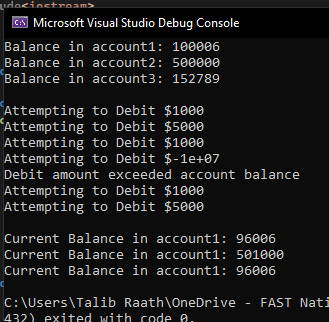 ude<iostream>
Microsoft Visual Studio Debug Console
Balance in account1: 100006
Balance in account2: 500000
Balance in account3: 152789
Attempting to Debit $1000
Attempting to Debit $5000
Attempting to Debit $1000
Attempting to Debit $-1e+07
Debit amount exceeded account balance
Attempting to Debit $1000
Attempting to Debit $5000
Current Balance in account1: 96006
Current Balance in account1: 501000
Current Balance in account1: 96006
C:\Users\Talib Raath\OneDrive - FAST Nati
432) exited with code 0.